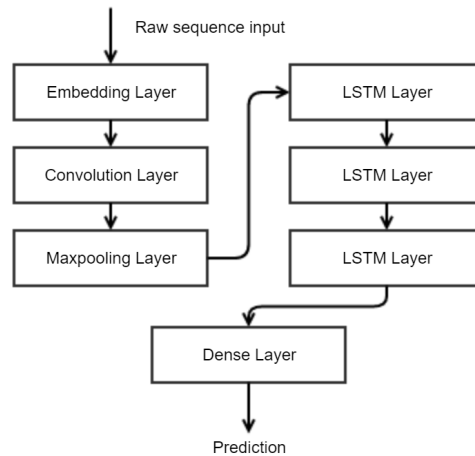 Raw sequence input
Embedding Layer
Convolution Layer
Maxpooling Layer
LSTM Layer
LSTM Layer
LSTM Layer
Dense Layer
Prediction